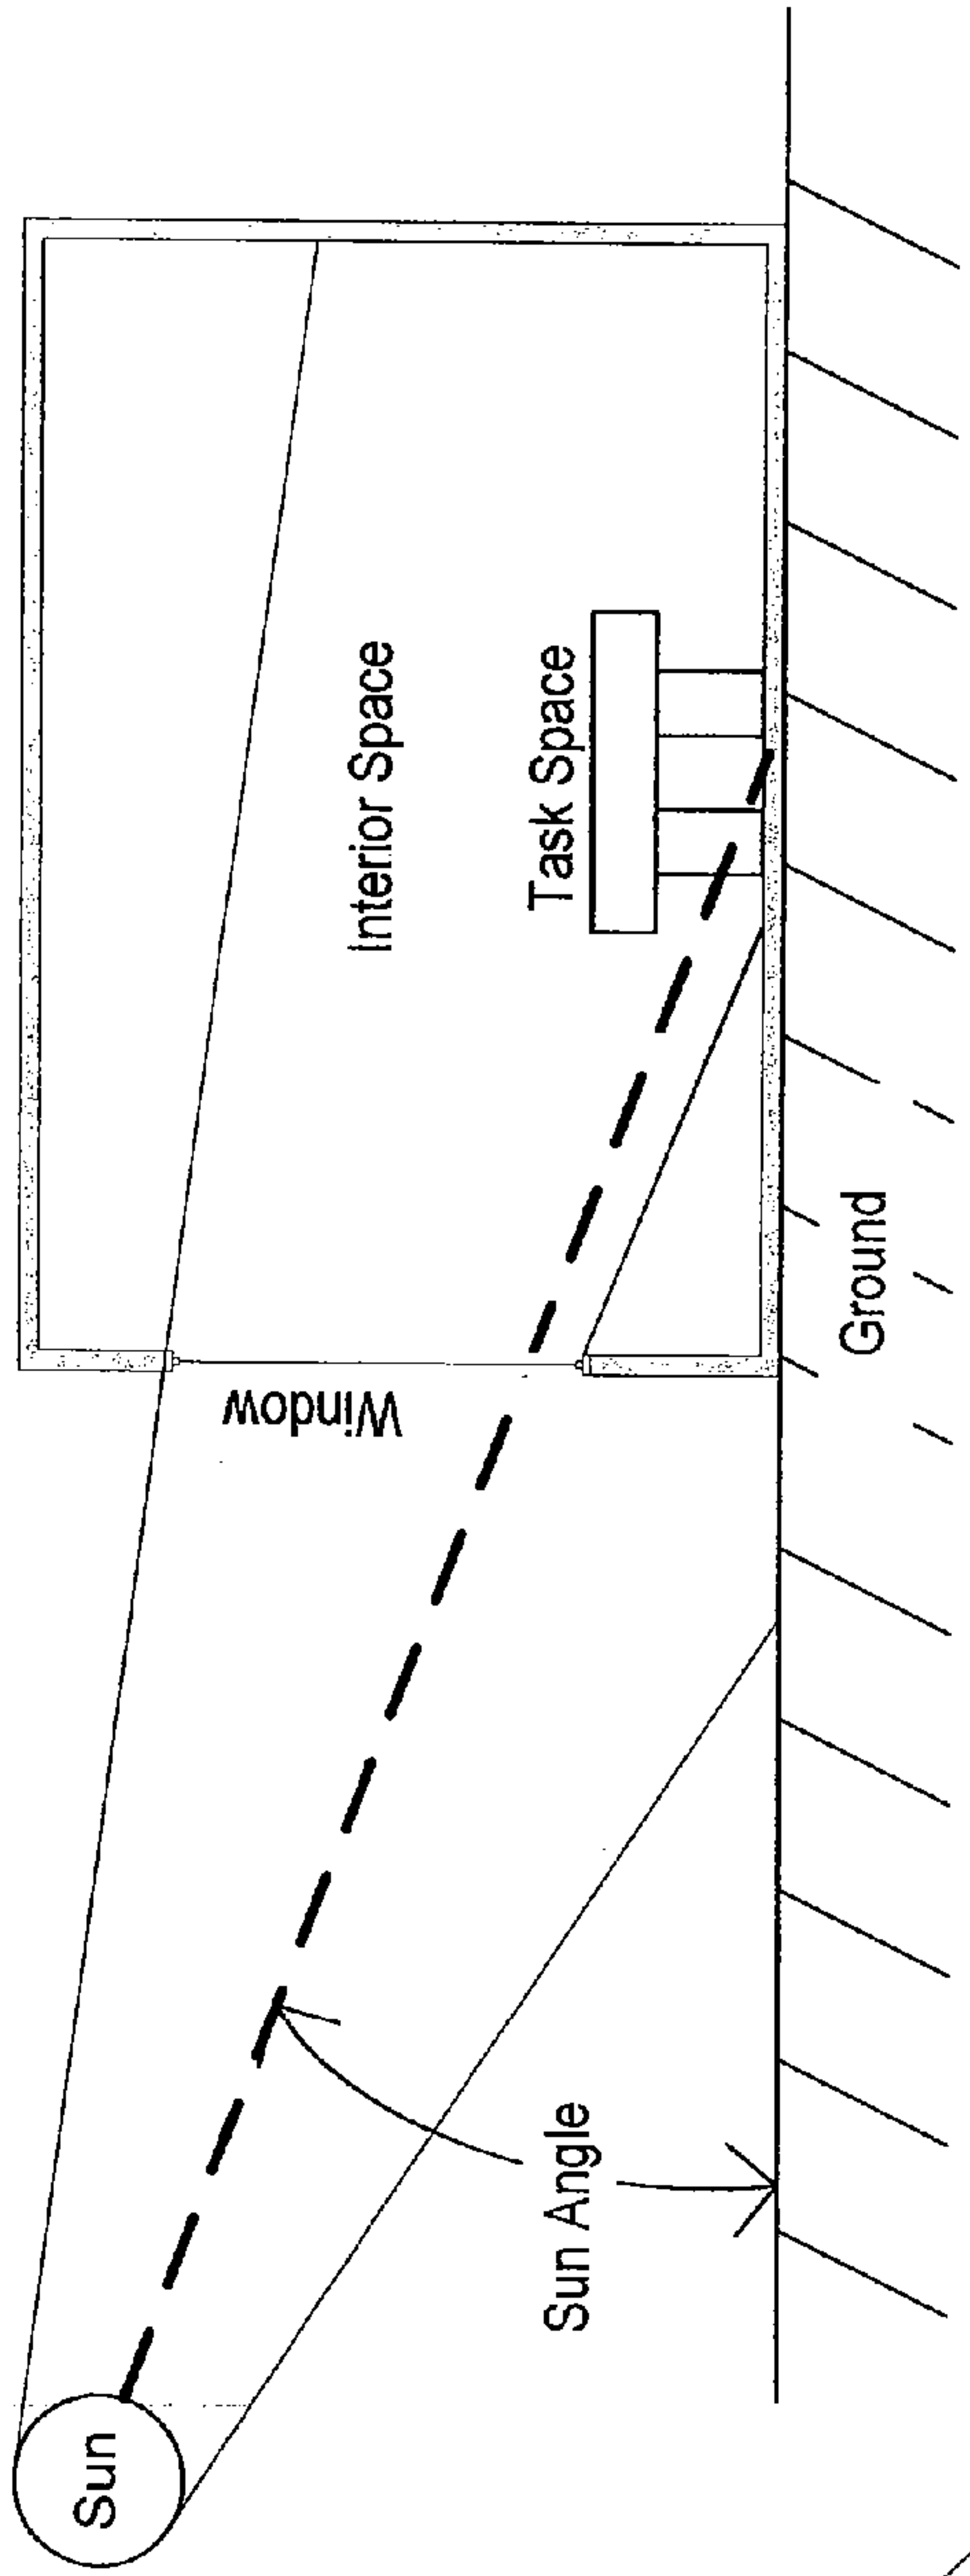 Sun
Sun Angle
Window
Interior Space
Task Space
Ground